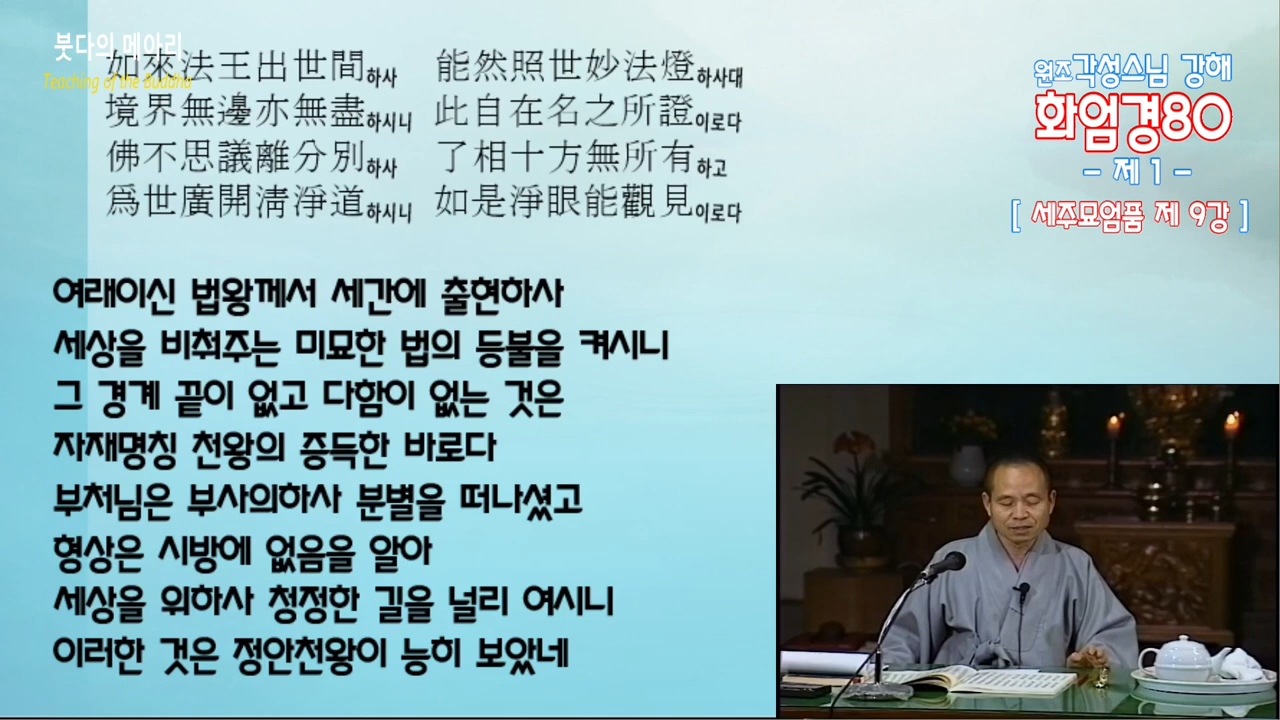 붓다의 메아리
Teaching of the Buddha
如來法王出世間하사 能然照世妙法燈하사대
境界無邊亦無盡하시니 此自在名之所證이로다
佛不思議離分別하사 了相十方無所有하고
爲世廣開淸淨道하시니 如是淨眼能觀見이로다
원조각성스님 강해
화엄경80
- 제 1 -
[ 세주묘엄품 제 9강 ]
여래이신 법왕께서 세간에 출현하사
세상을 비춰주는 미묘한 법의 등불을 켜시니
그 경계 끝이 없고 다함이 없는 것은
자재명칭 천왕의 증득한 바로다
부처님은 부사의하사 분별을 떠나셨고
형상은 시방에 없음을 알아
세상을 위하사 청정한 길을 널리 여시니
이러한 것은 정안천왕이 능히 보았네